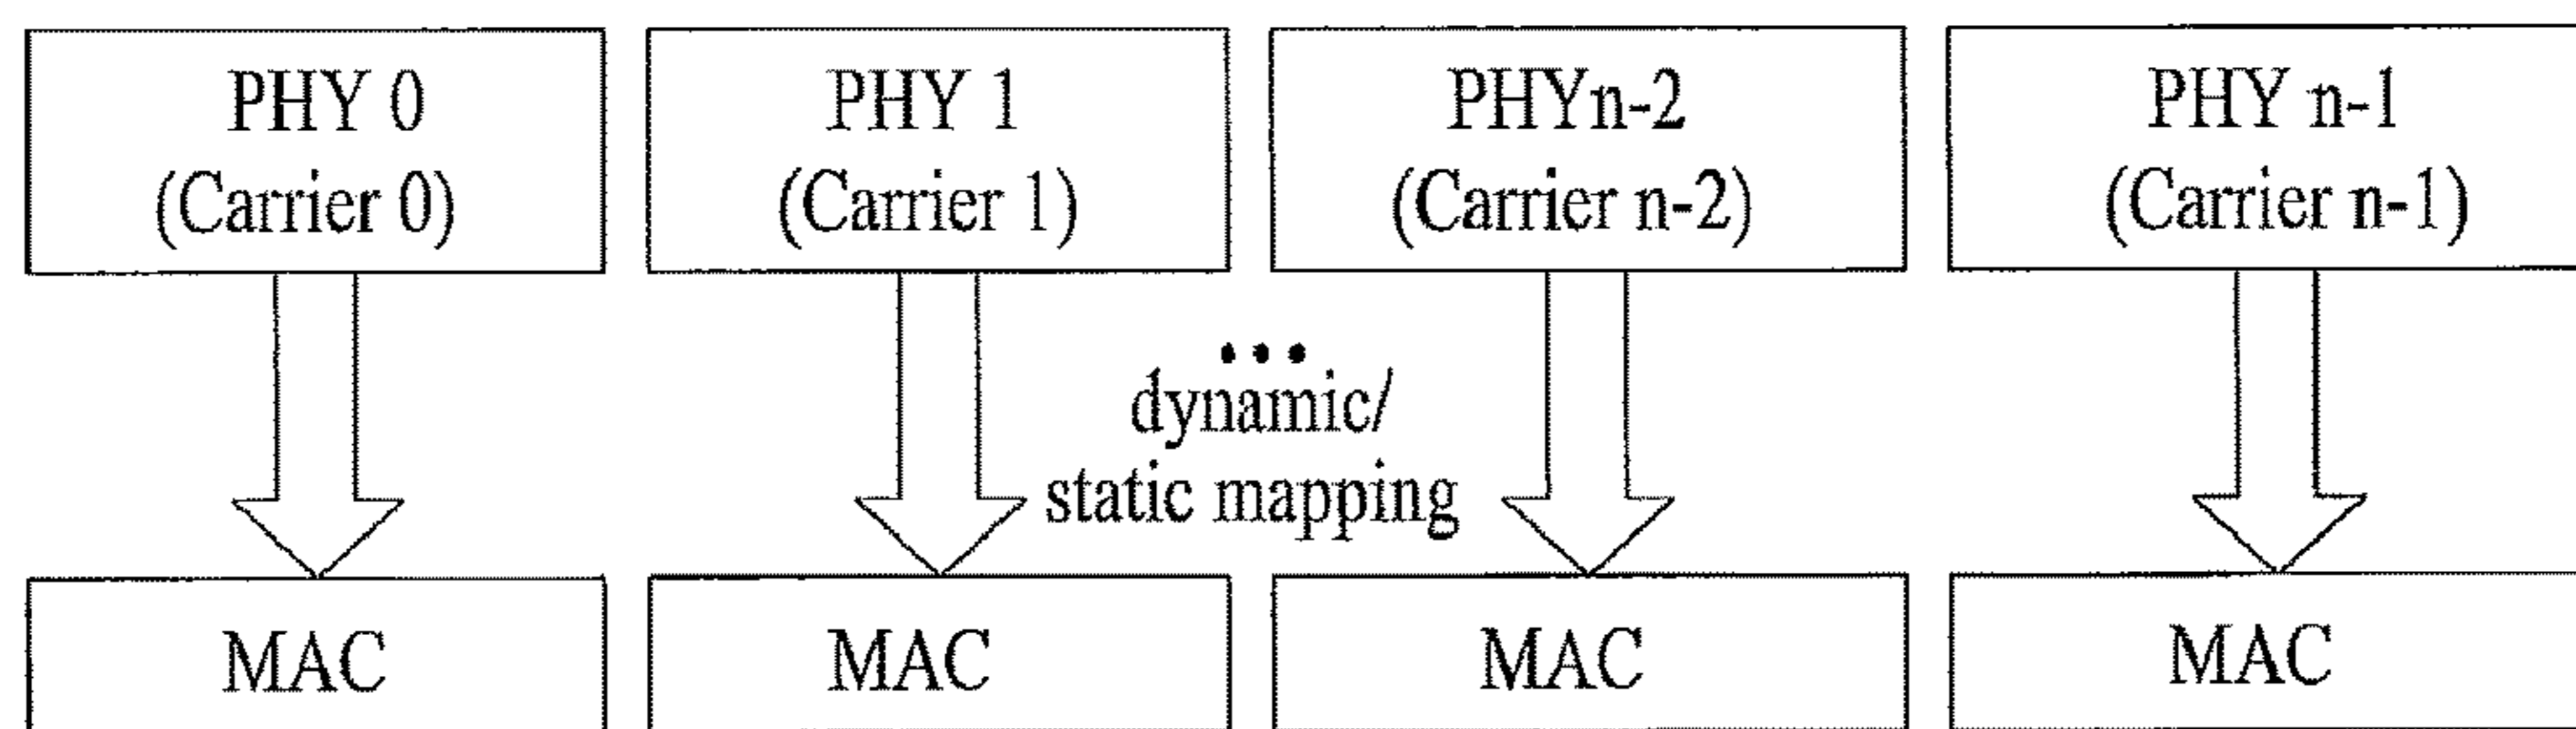 PHY 0
(Carrier 0)
PHY 1
(Carrier 1)
PHYn-2
(Carrier n-2)
PHY n-1
(Carrier n-1)
•••
dynamic/
static mapping
MAC
MAC
MAC
MAC